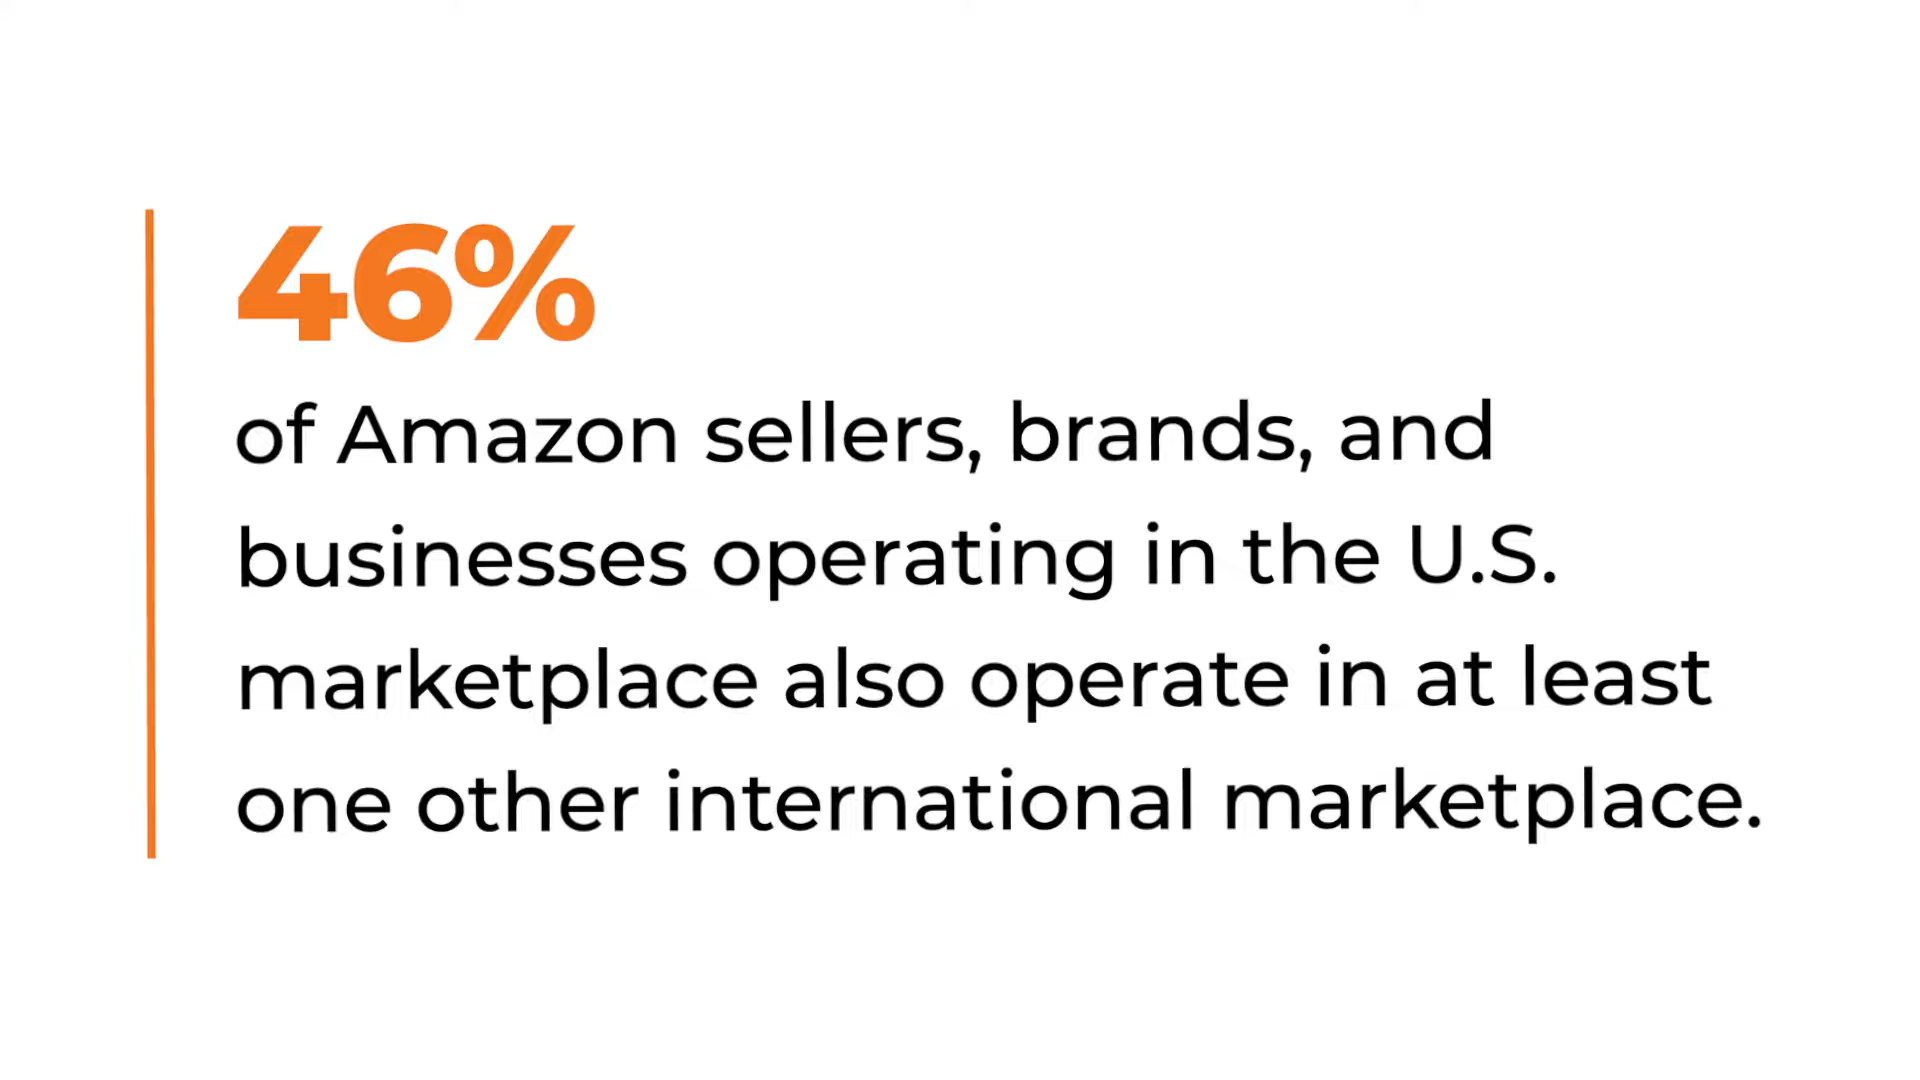 46%
of Amazon sellers, brands, and
businesses operating in the U.S.
marketplace also operate in at least
one other international marketplace.